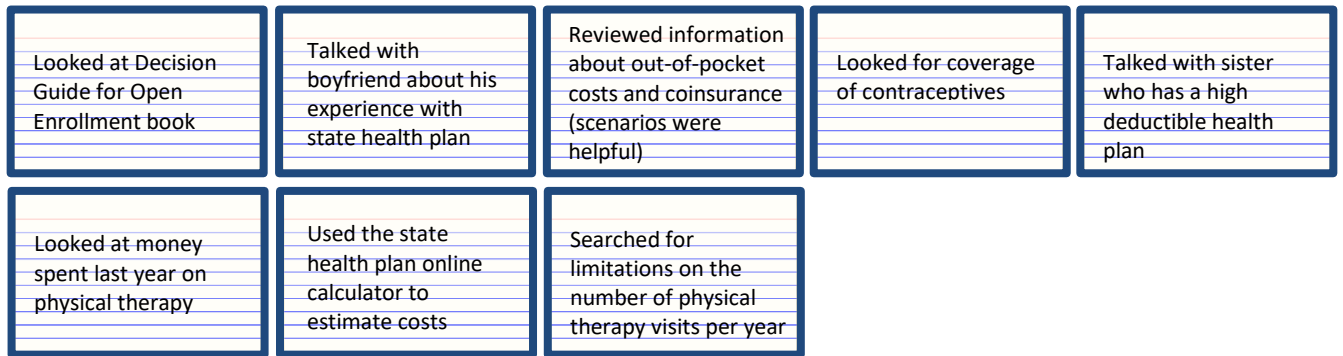 Looked at Decision
Guide for Open
Enrollment book
Talked with
boyfriend about his
experience with
state health plan
Reviewed information
about out-of-pocket
costs and coinsurance
(scenarios were
helpful)
Looked for coverage
of contraceptives
Talked with sister
who has a high
deductible health
plan
Looked at money
spent last year on
physical therapy
Used the state
health plan online
calculator to
estimate costs
Searched for
limitations on the
number of physical
therapy visits per year